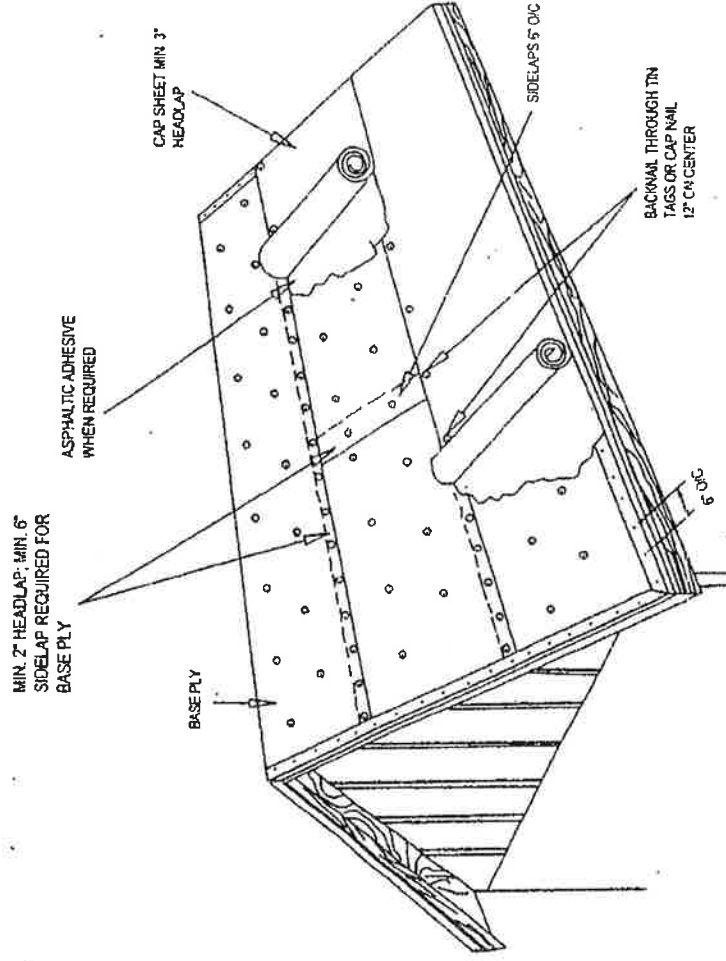 MIN. 2" HEADLAP; MIN. 6"
SIDELAP REQUIRED FOR
BASE PLY
ASPHALTIC ADHESIVE
WHEN REQUIRED
CAP SHEET MIN 3"
HEADLAP
BASE PLY
SIDELAPS 6" O/C
BACKNAIL THROUGH TIN
TAGS OR CAP NAIL
12" ON CENTER
6" O/C